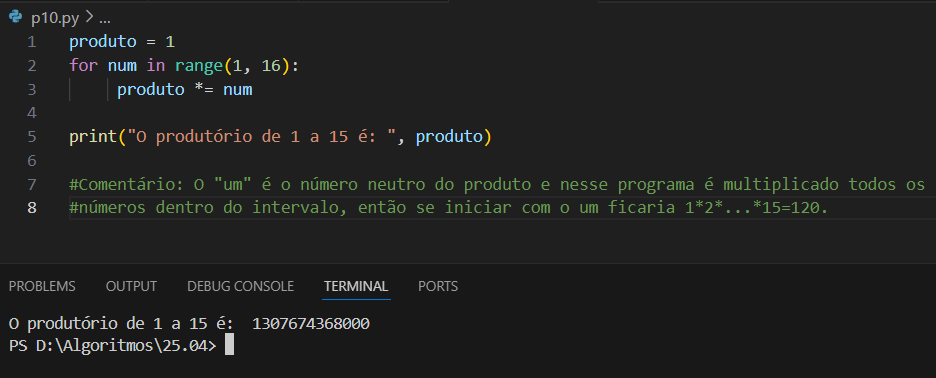 p10.py > ...
1 produto = 1
2 for num in range(1, 16):
3 produto *= num
4
5 print("O produtório de 1 a 15 é: ", produto)
6
7 #Comentário: O "um" é o número neutro do produto e nesse programa é multiplicado todos os
8 #números dentro do intervalo, então se iniciar com o um ficaria 1*2*...*15=120.
PROBLEMS OUTPUT DEBUG CONSOLE TERMINAL PORTS
O produtório de 1 a 15 é:  1307674368000
PS D:\Algoritmos\25.04>